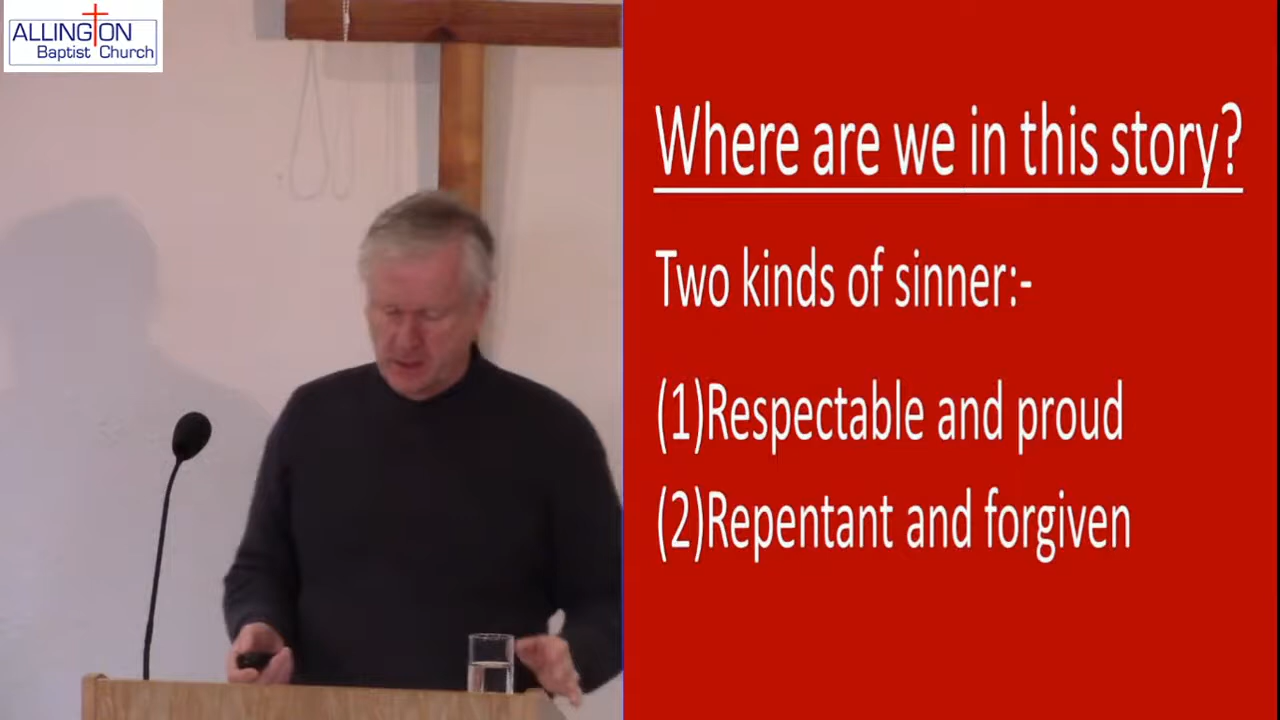 ALLINGTON
Baptist Church
Where are we in this story?
Two kinds of sinner:-
(1)Respectable and proud
(2)Repentant and forgiven